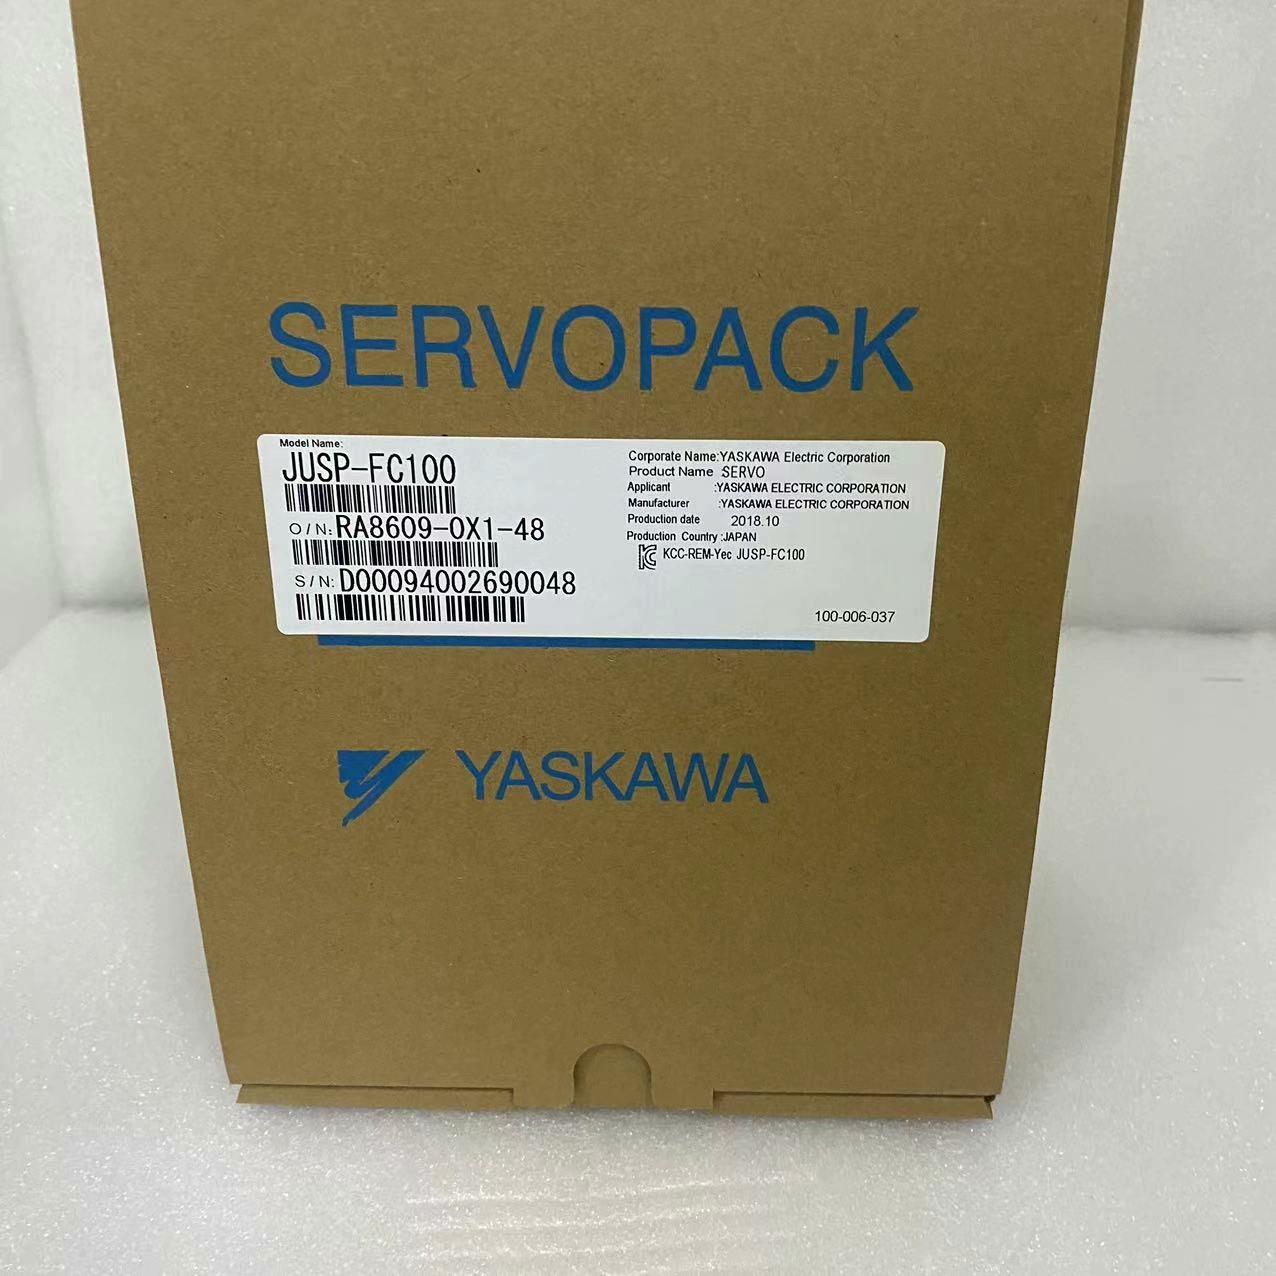 SERVOPACK
Model Name:
JUSP-FC100
O/N:RA8609-0X1-48
S/N:D00094002690048
Corporate Name:YASKAWA Electric Corporation
Product Name SERVO
Applicant :YASKAWA ELECTRIC CORPORATION
Manufacturer :YASKAWA ELECTRIC CORPORATION
Production date 2018.10
Production Country :JAPAN
KCC-REM-Yec JUSP-FC100
100-006-037
YASKAWA